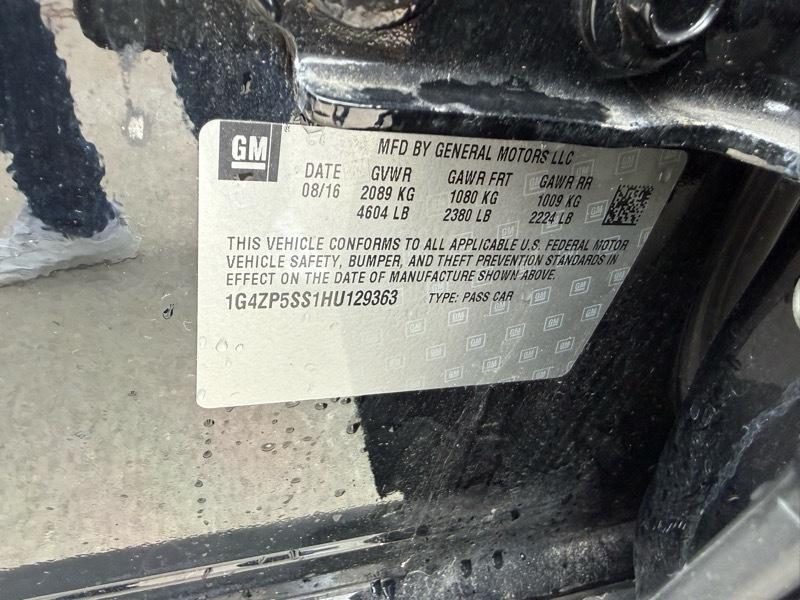 GM
MFD BY GENERAL MOTORS LLC
DATE GVWR GAWR FRT GAWR RR
08/16 2089 KG 1080 KG 1009 KG
4604 LB 2380 LB 2224 LB
THIS VEHICLE CONFORMS TO ALL APPLICABLE U.S. FEDERAL MOTOR
VEHICLE SAFETY, BUMPER, AND THEFT PREVENTION STANDARDS IN
EFFECT ON THE DATE OF MANUFACTURE SHOWN ABOVE.
1G4ZP5SS1HU129363 TYPE: PASS CAR